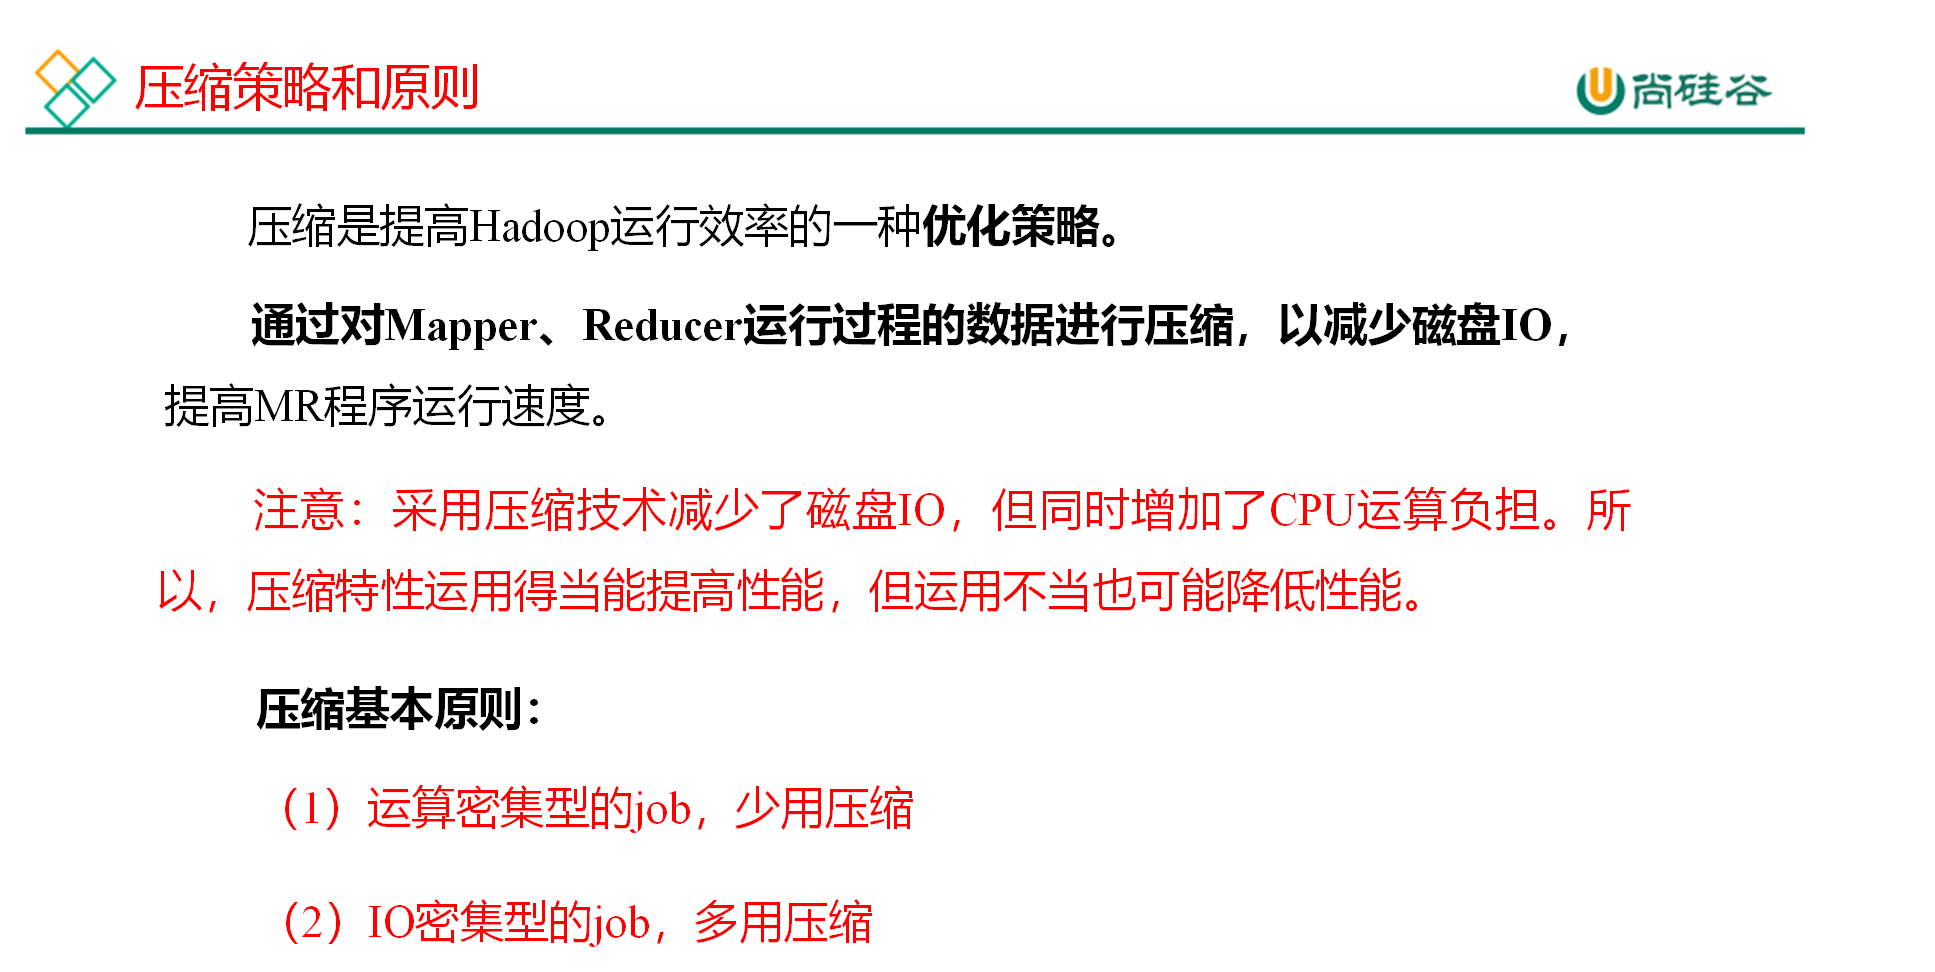 压缩策略和原则
尚硅谷
压缩是提高Hadoop运行效率的一种优化策略。
通过对Mapper、Reducer运行过程的数据进行压缩，以减少磁盘IO，
提高MR程序运行速度。
注意：采用压缩技术减少了磁盘IO，但同时增加了CPU运算负担。所
以，压缩特性运用得当能提高性能，但运用不当也可能降低性能。
压缩基本原则：
（1）运算密集型的job，少用压缩
（2）IO密集型的job，多用压缩